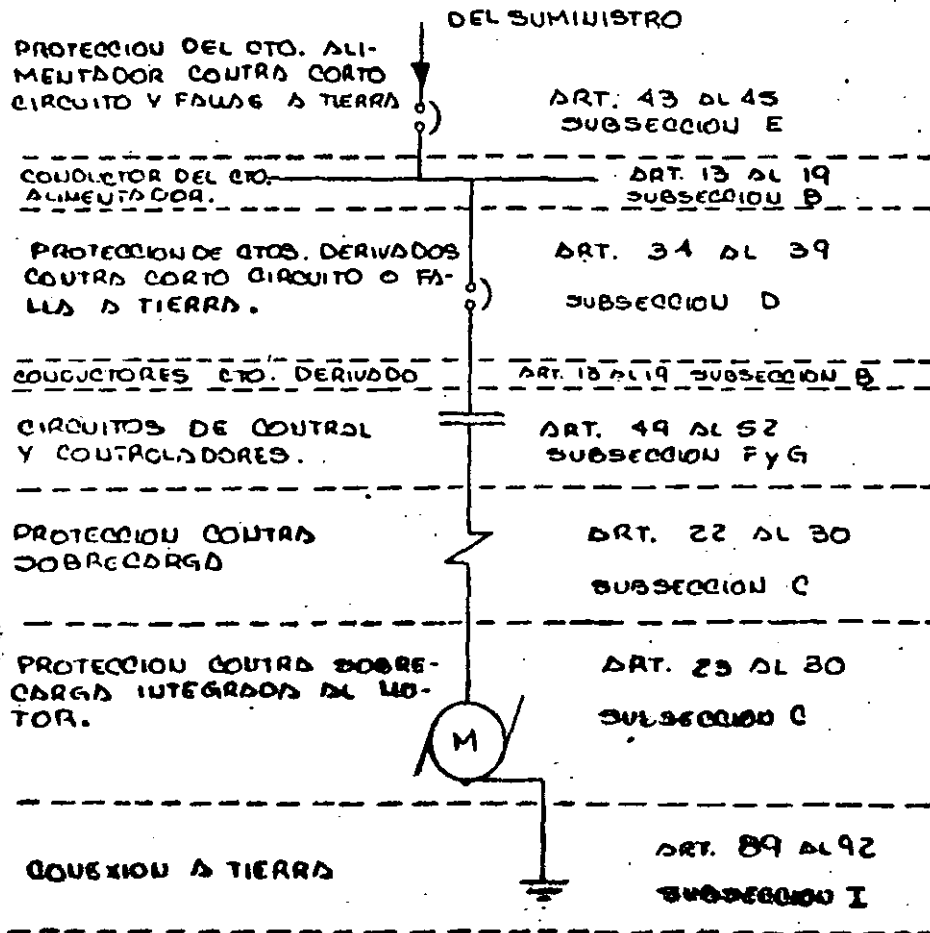 DEL SUMINISTRO
PROTECCION DEL CTO. ALI-
MENTADOR CONTRA CORTO
CIRCUITO Y FALLAS A TIERRA
ART. 43 AL 45
SUBSECCION E
CONDUCTOR DEL CTO.
ALIMENTADOR.
ART. 13 AL 19
SUBSECCION B
PROTECCION DE CTOS. DERIVADOS
CONTRA CORTO CIRCUITO O FA-
LLA A TIERRA.
ART. 34 AL 39
SUBSECCION D
CONDUCTORES CTO. DERIVADO
ART. 13 AL 19 SUBSECCION B
CIRCUITOS DE CONTROL
Y CONTROLADORES.
ART. 49 AL 52
SUBSECCION F y G
PROTECCION CONTRA
SOBRECARGA
ART. 22 AL 30
SUBSECCION C
PROTECCION CONTRA SOBRE-
CARGA INTEGRADA AL MO-
TOR.
ART. 23 AL 30
SUBSECCION C
M
CONEXION A TIERRA
ART. 89 AL 92
SUBSECCION I